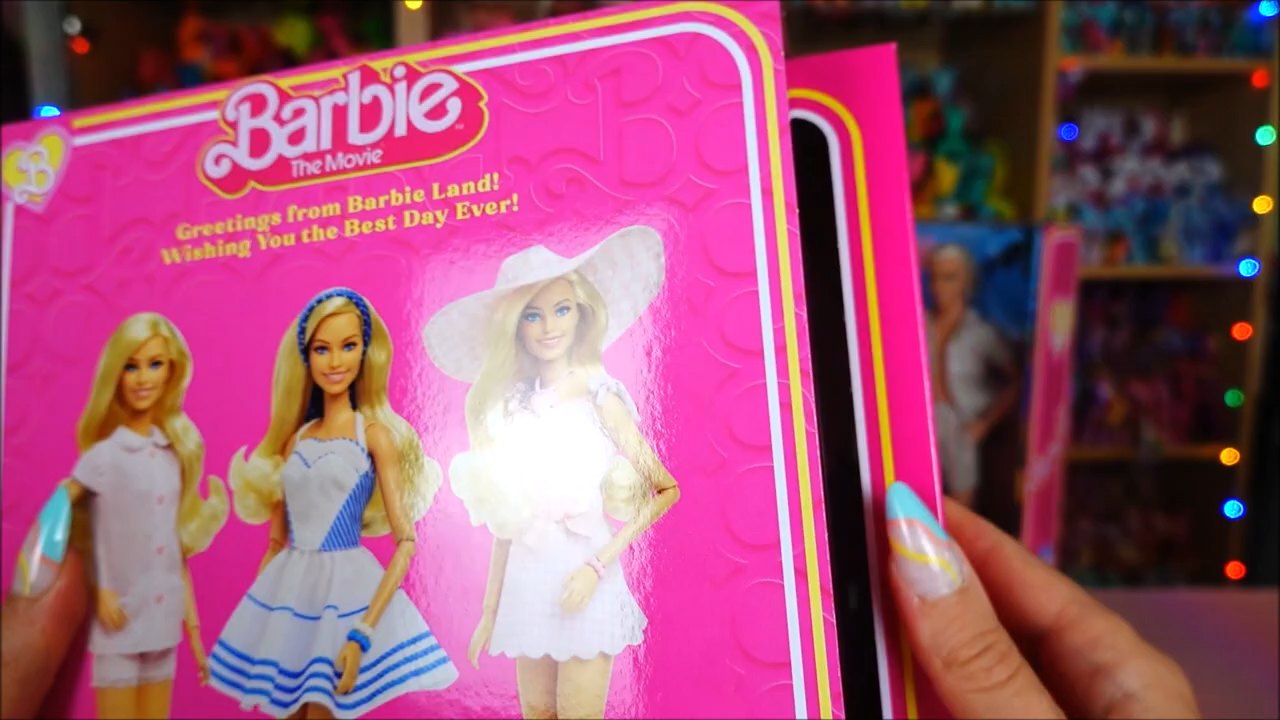 B
Barbie
The Movie
Greetings from Barbie Land!
Wishing You the Best Day Ever!